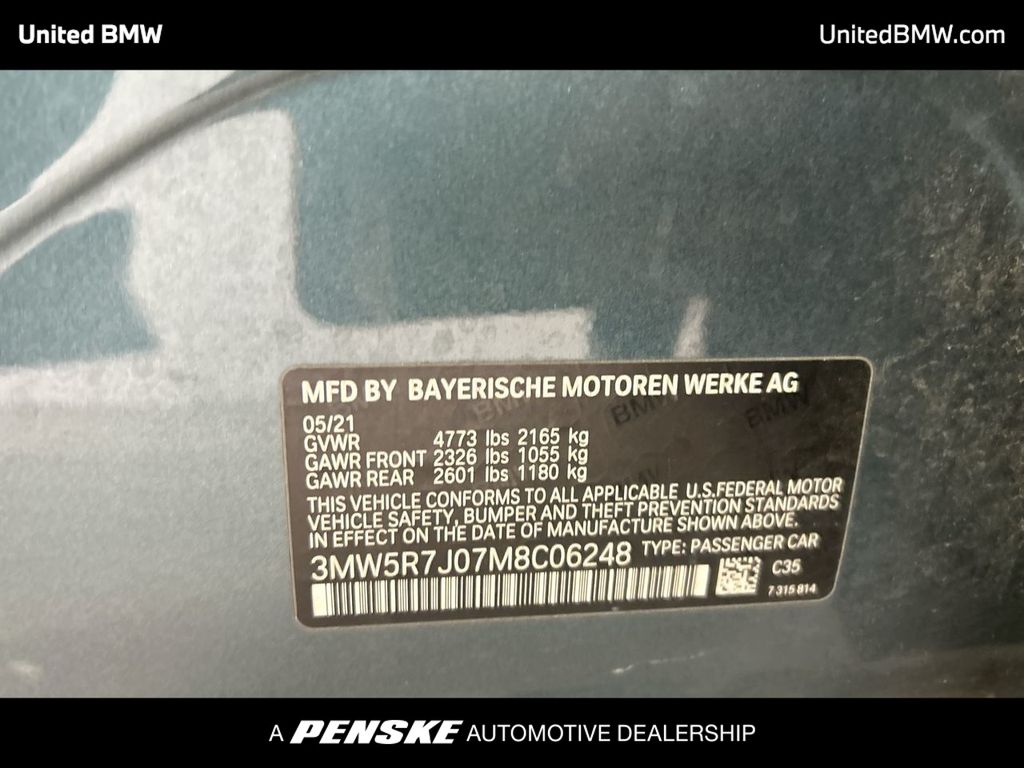 United BMW
UnitedBMW.com
MFD BY BAYERISCHE MOTOREN WERKE AG
05/21
GVWR 4773 lbs 2165 kg
GAWR FRONT 2326 lbs 1055 kg
GAWR REAR 2601 lbs 1180 kg
THIS VEHICLE CONFORMS TO ALL APPLICABLE U.S.FEDERAL MOTOR
VEHICLE SAFETY, BUMPER AND THEFT PREVENTION STANDARDS
IN EFFECT ON THE DATE OF MANUFACTURE SHOWN ABOVE.
3MW5R7J07M8C06248 TYPE: PASSENGER CAR
C35
7 315 814
A PENSKE AUTOMOTIVE DEALERSHIP